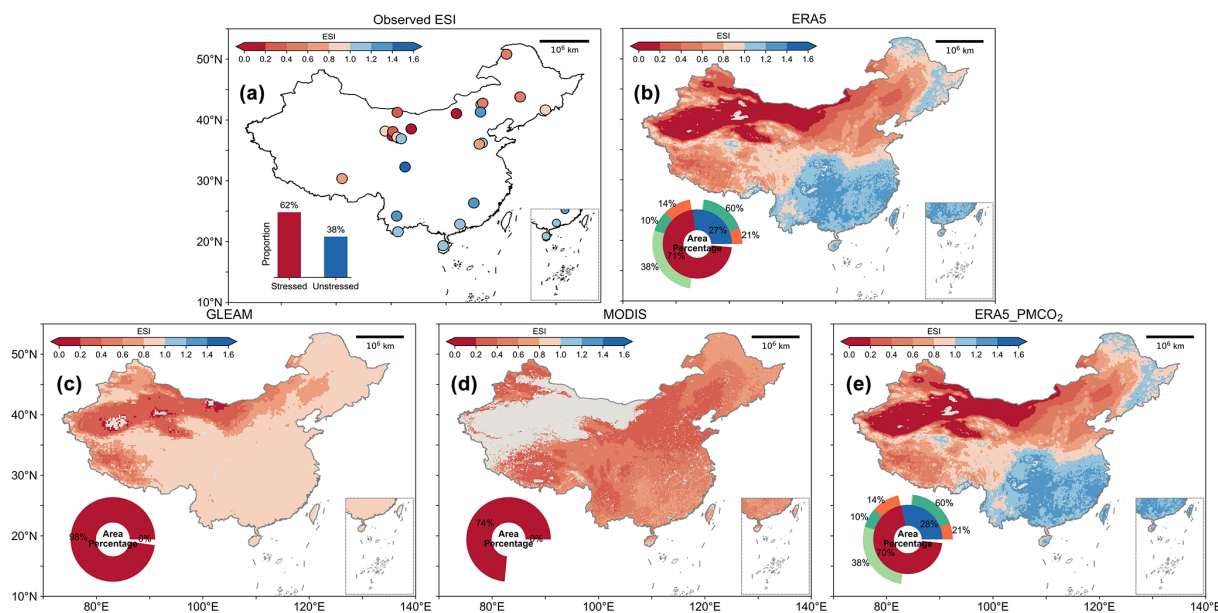 Observed ESI
ESI
0.0 0.2 0.4 0.6 0.8 1.0 1.2 1.4 1.6
10⁶ km
50°N
40°N
30°N
20°N
10°N
(a)
62%
38%
Proportion
Stressed Unstressed
ERA5
ESI
0.0 0.2 0.4 0.6 0.8 1.0 1.2 1.4 1.6
10⁶ km
(b)
14%
60%
10%
27%
21%
Area
Percentage
71%
38%
GLEAM
ESI
0.0 0.2 0.4 0.6 0.8 1.0 1.2 1.4 1.6
10⁶ km
50°N
40°N
30°N
20°N
10°N
(c)
98%
Area
Percentage
0%
80°E 100°E 120°E 140°E
MODIS
ESI
0.0 0.2 0.4 0.6 0.8 1.0 1.2 1.4 1.6
10⁶ km
(d)
74%
Area
Percentage
0%
80°E 100°E 120°E 140°E
ERA5_PMCO₂
ESI
0.0 0.2 0.4 0.6 0.8 1.0 1.2 1.4 1.6
10⁶ km
(e)
14%
60%
10%
28%
21%
Area
Percentage
70%
38%
80°E 100°E 120°E 140°E